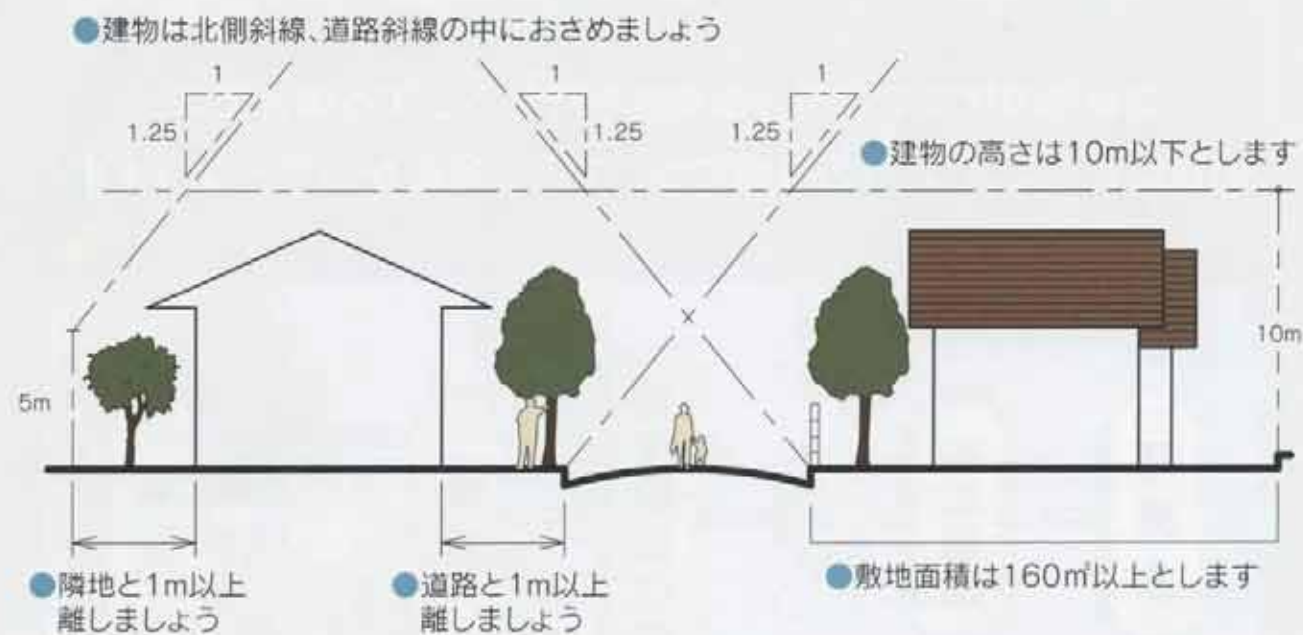 ●建物は北側斜線、道路斜線の中におさめましょう
1
1
1
1.25
1.25
1.25
●建物の高さは10m以下とします
5m
10m
●隣地と1m以上
離しましょう
●道路と1m以上
離しましょう
●敷地面積は160㎡以上とします